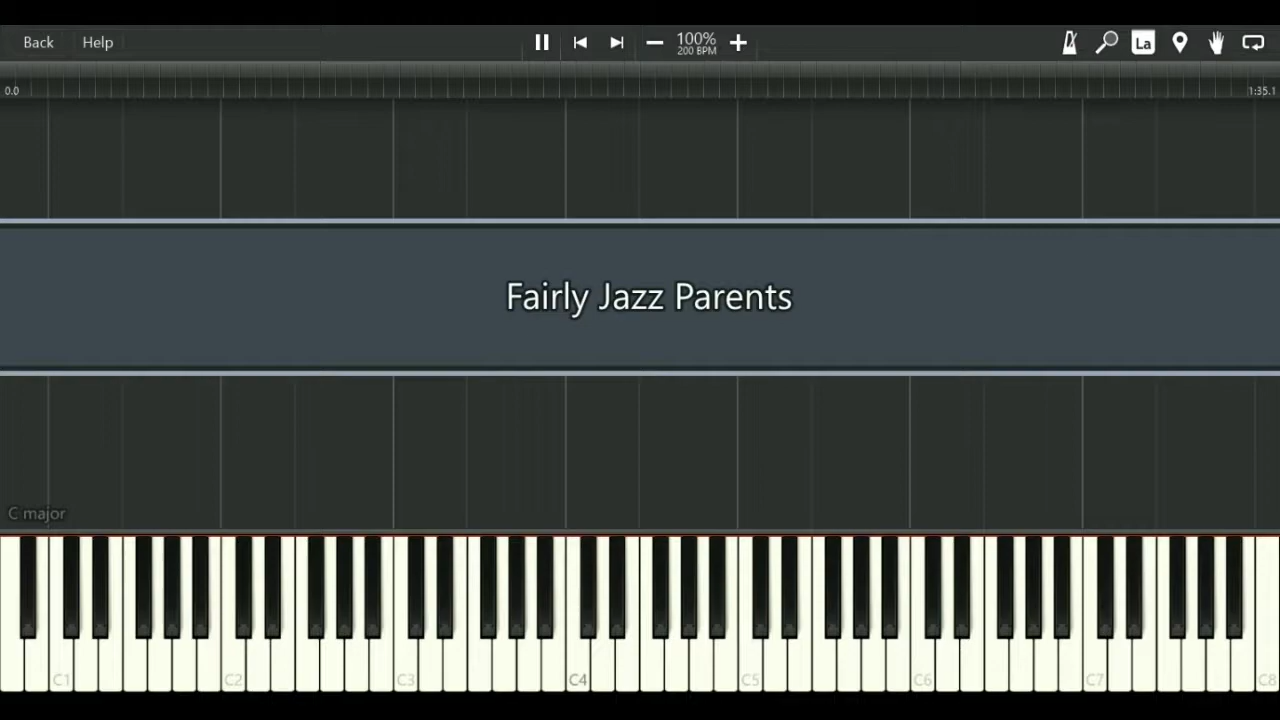 Back Help 100% La
200 BPM
0.0 1:35.1
Fairly Jazz Parents
C major
C1 C2 C3 C4 C5 C6 C7 C8